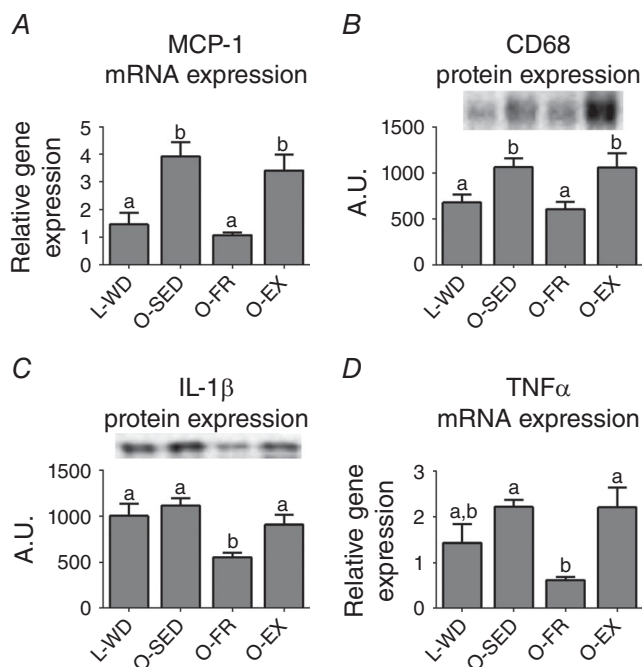 A
MCP-1
mRNA expression
Relative gene
expression
5
4
3
2
1
0
a
b
a
b
L-WD
O-SED
O-FR
O-EX
B
CD68
protein expression
A.U.
1500
1000
500
0
a
b
a
b
L-WD
O-SED
O-FR
O-EX
C
IL-1β
protein expression
A.U.
1500
1000
500
0
a
a
b
a
L-WD
O-SED
O-FR
O-EX
D
TNFα
mRNA expression
Relative gene
expression
3
2
1
0
a,b
a
b
a
L-WD
O-SED
O-FR
O-EX